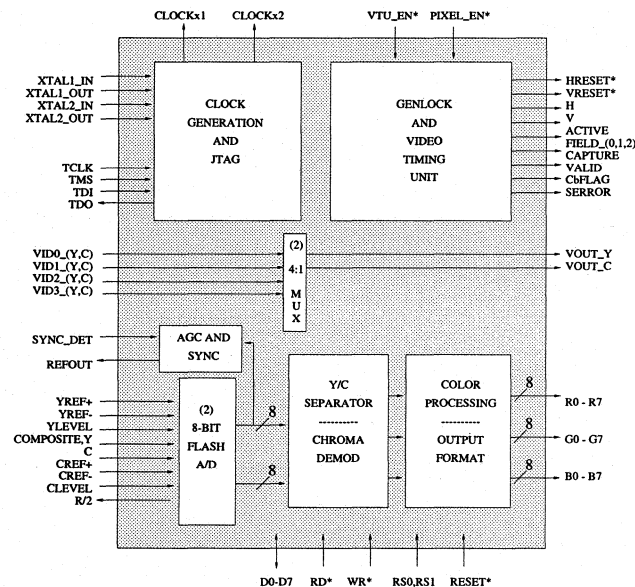 CLOCKx1 CLOCKx2 VTU_EN* PIXEL_EN*
XTAL1_IN
XTAL1_OUT
XTAL2_IN
XTAL2_OUT
TCLK
TMS
TDI
TDO
CLOCK
GENERATION
AND
JTAG
GENLOCK
AND
VIDEO
TIMING
UNIT
HRESET*
VRESET*
H
V
ACTIVE
FIELD_(0,1,2)
CAPTURE
VALID
CbFLAG
SERROR
VID0_(Y,C)
VID1_(Y,C)
VID2_(Y,C)
VID3_(Y,C)
(2)
4:1
M
U
X
VOUT_Y
VOUT_C
SYNC_DET
REFOUT
AGC AND
SYNC
YREF+
YREF-
YLEVEL
COMPOSITE,Y
C
CREF+
CREF-
CLEVEL
R/2
(2)
8-BIT
FLASH
A/D
8
8
Y/C
SEPARATOR
----------
CHROMA
DEMOD
COLOR
PROCESSING
----------
OUTPUT
FORMAT
8
R0 - R7
8
G0 - G7
8
B0 - B7
D0-D7 RD* WR* RS0,RS1 RESET*